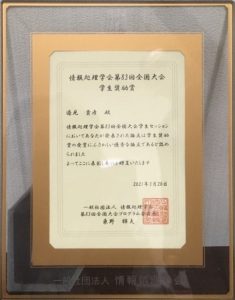 情報処理学会第83回全国大会
学生奨励賞
殿
情報処理学会第83回全国大会学生セッション
においてあなたが発表された論文は学生奨励
賞の受賞にふさわしい優秀な論文であると認め
られました
よってここに表彰し
2021年3月20日
一般社団法人 情報処理学会
第83回全国大会プログラム委員長
一般社団法人 情報処理学会